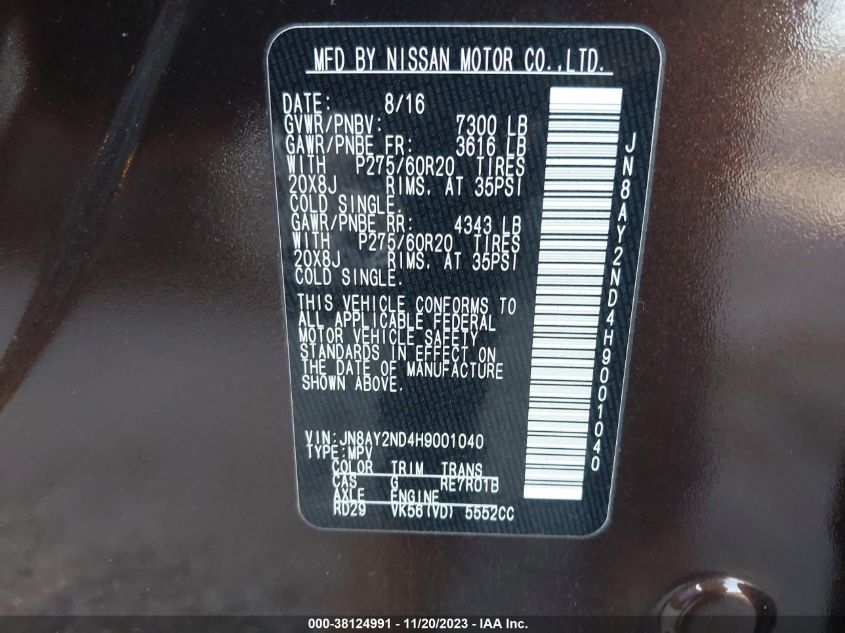 MFD BY NISSAN MOTOR CO.,LTD.
DATE: 8/16
GVWR/PNBV: 7300 LB
GAWR/PNBE FR: 3616 LB
WITH P275/60R20 TIRES
20X8J RIMS, AT 35PSI
COLD SINGLE.
GAWR/PNBE RR: 4343 LB
WITH P275/60R20 TIRES
20X8J RIMS, AT 35PSI
COLD SINGLE.
THIS VEHICLE CONFORMS TO
ALL APPLICABLE FEDERAL
MOTOR VEHICLE SAFETY
STANDARDS IN EFFECT ON
THE DATE OF MANUFACTURE
SHOWN ABOVE.
VIN:JN8AY2ND4H9001040
TYPE:MPV
COLOR TRIM TRANS
CAS G RE7R01B
AXLE ENGINE
RD29 VK56(VD) 5552CC
JN8AY2ND4H9001040
000-38124991 - 11/20/2023 - IAA Inc.